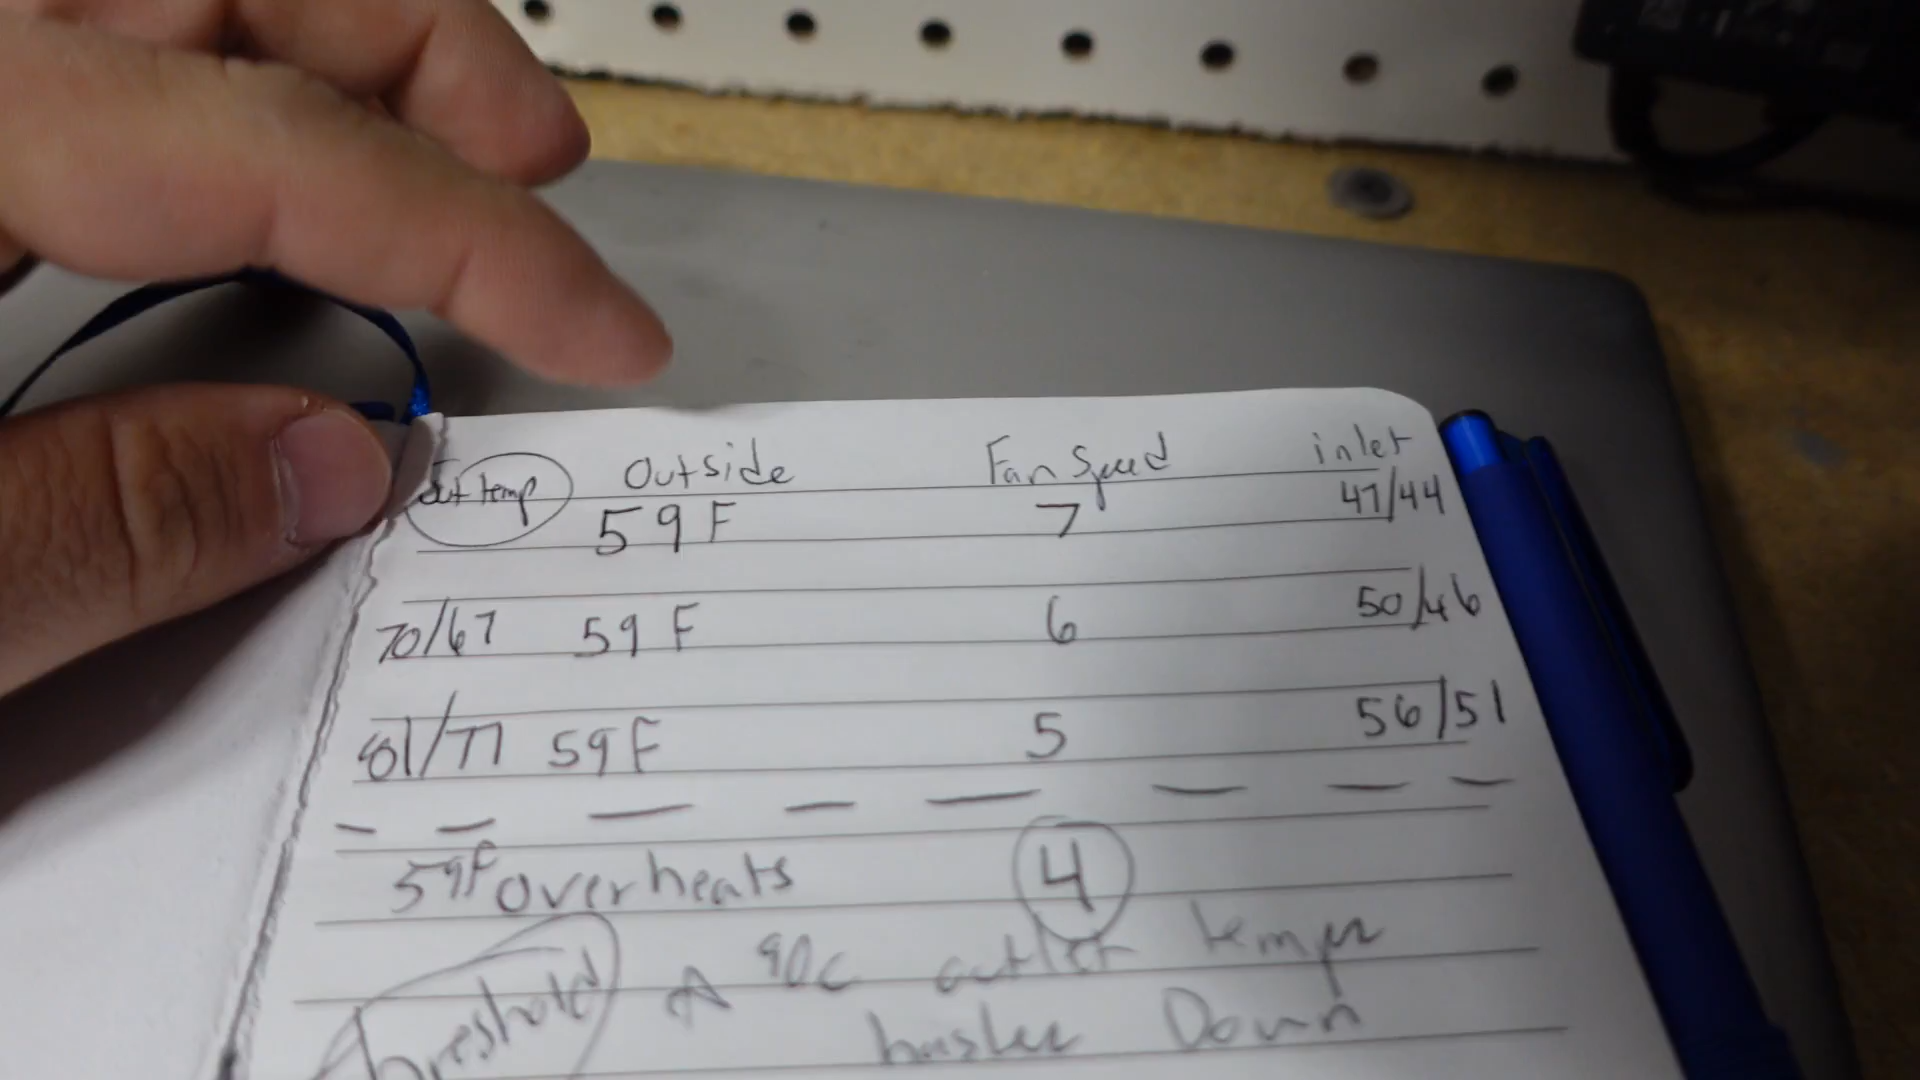 Out temp Outside Fan Speed inlet
59 F 7 47/44
70/67 59 F 6 50/46
81/77 59 F 5 56/51
59F overheats 4
Threshold A 90c outlet temps
Down